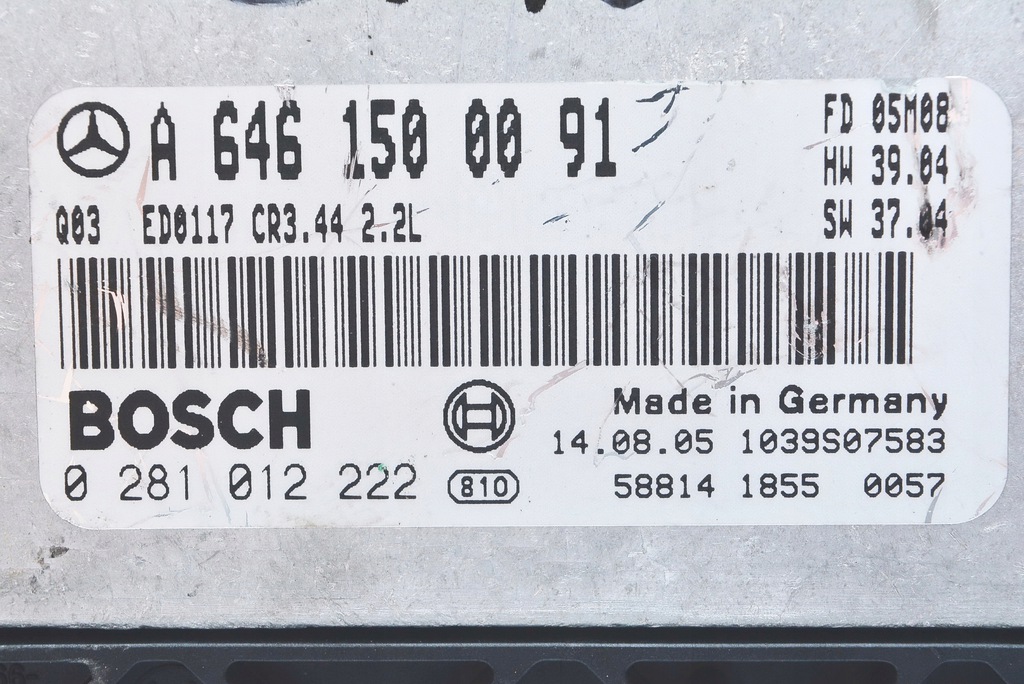 A 646 150 00 91
FD 05M08
HW 39.04
SW 37.04
Q03 ED0117 CR3.44 2.2L
BOSCH
Made in Germany
14.08.05 1039S07583
0 281 012 222
810
58814 1855 0057